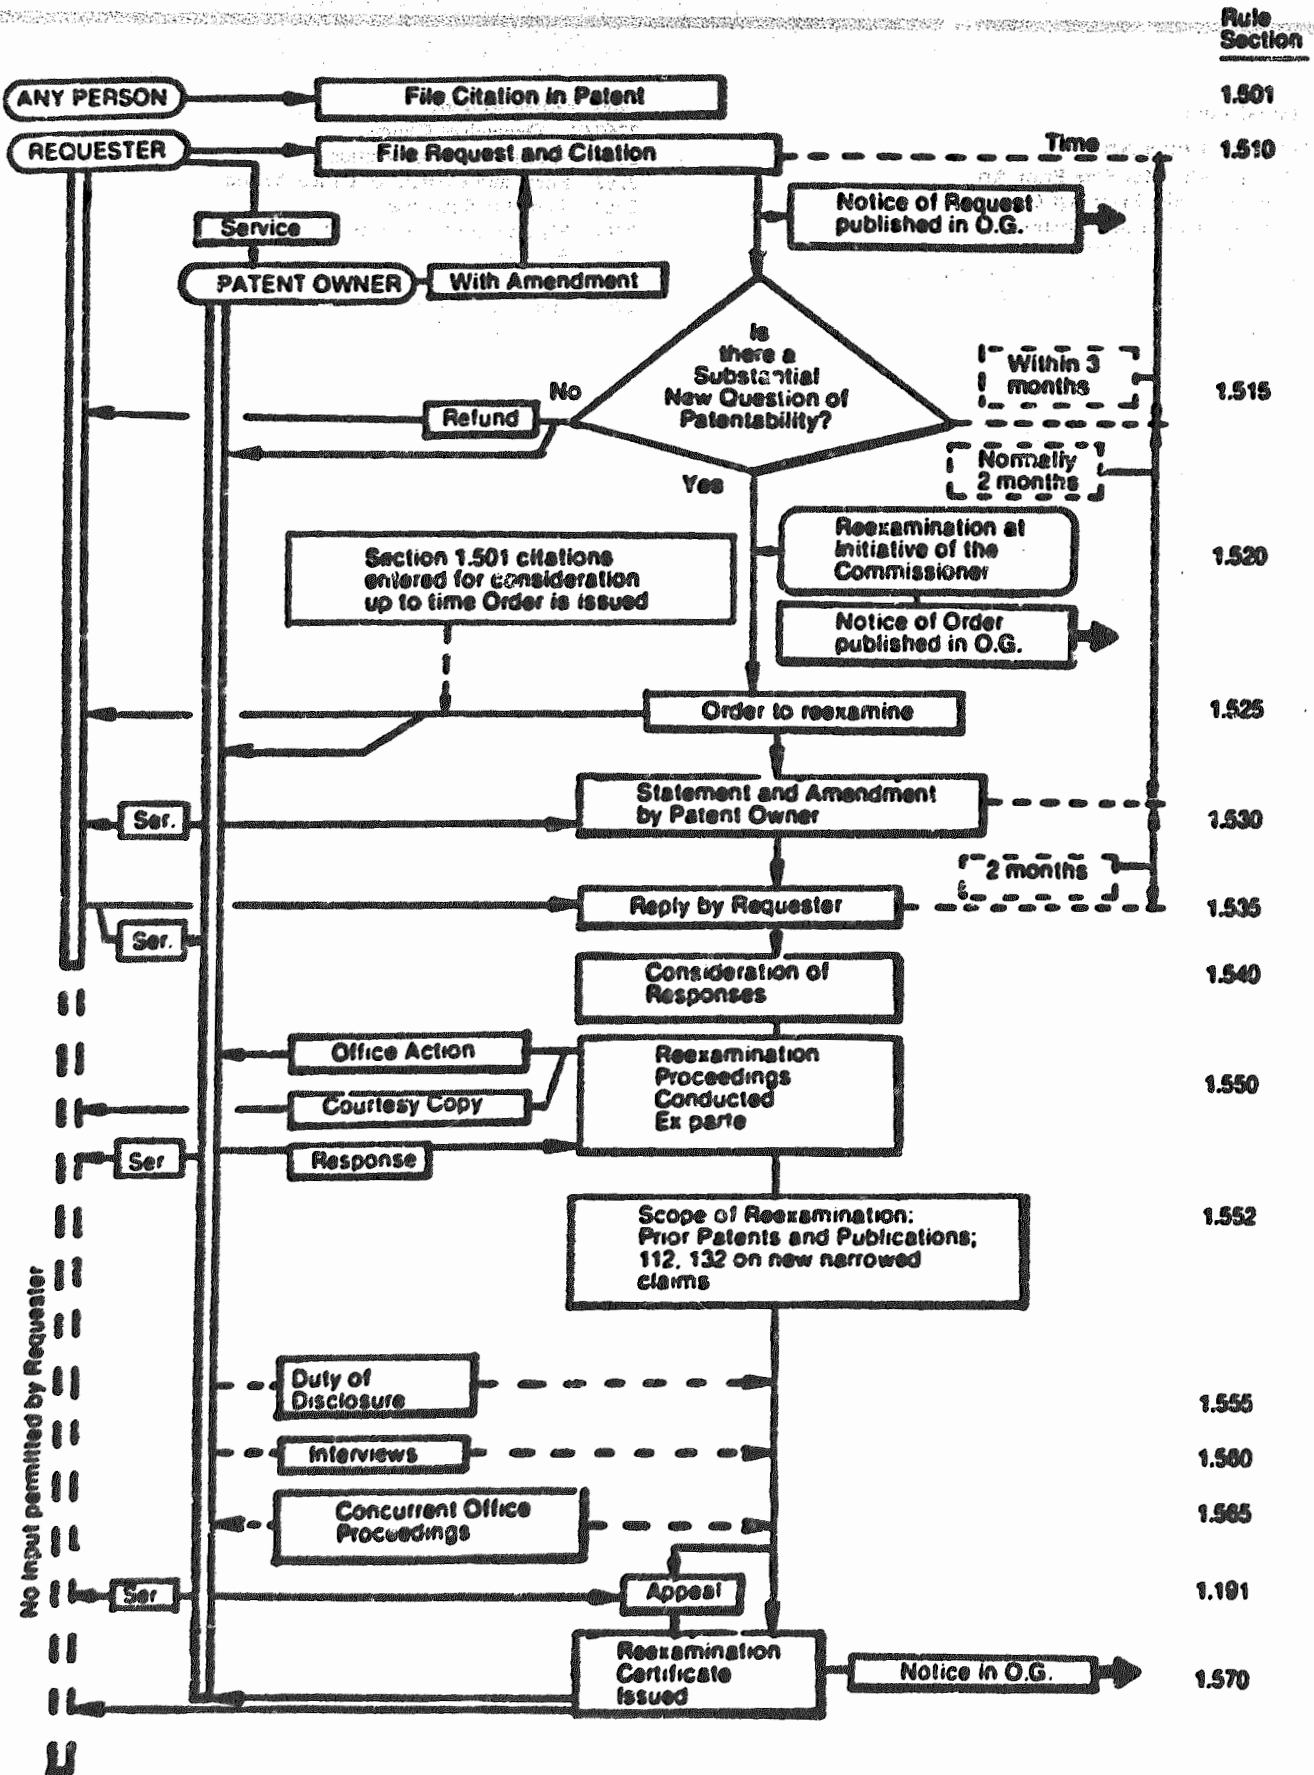 Rule
Section
ANY PERSON
File Citation in Patent
1.501
REQUESTER
File Request and Citation
Time
1.510
Notice of Request
published in O.G.
Service
PATENT OWNER
With Amendment
Is
there a
Substantial
New Question of
Patentability?
Within 3
months
1.515
No
Refund
Normally
2 months
Yes
Reexamination at
Initiative of the
Commissioner
1.520
Section 1.501 citations
entered for consideration
up to time Order is issued
Notice of Order
published in O.G.
Order to reexamine
1.525
Statement and Amendment
by Patent Owner
Ser.
1.530
2 months
Reply by Requester
1.535
Ser.
Consideration of
Responses
1.540
Office Action
Reexamination
Proceedings
Conducted
Ex parte
1.550
Courtesy Copy
Ser
Response
Scope of Reexamination:
Prior Patents and Publications;
112, 132 on new narrowed
claims
1.552
No input permitted by Requester
Duty of
Disclosure
1.555
Interviews
1.560
Concurrent Office
Proceedings
1.565
Ser
Appeal
1.191
Reexamination
Certificate
Issued
Notice in O.G.
1.570